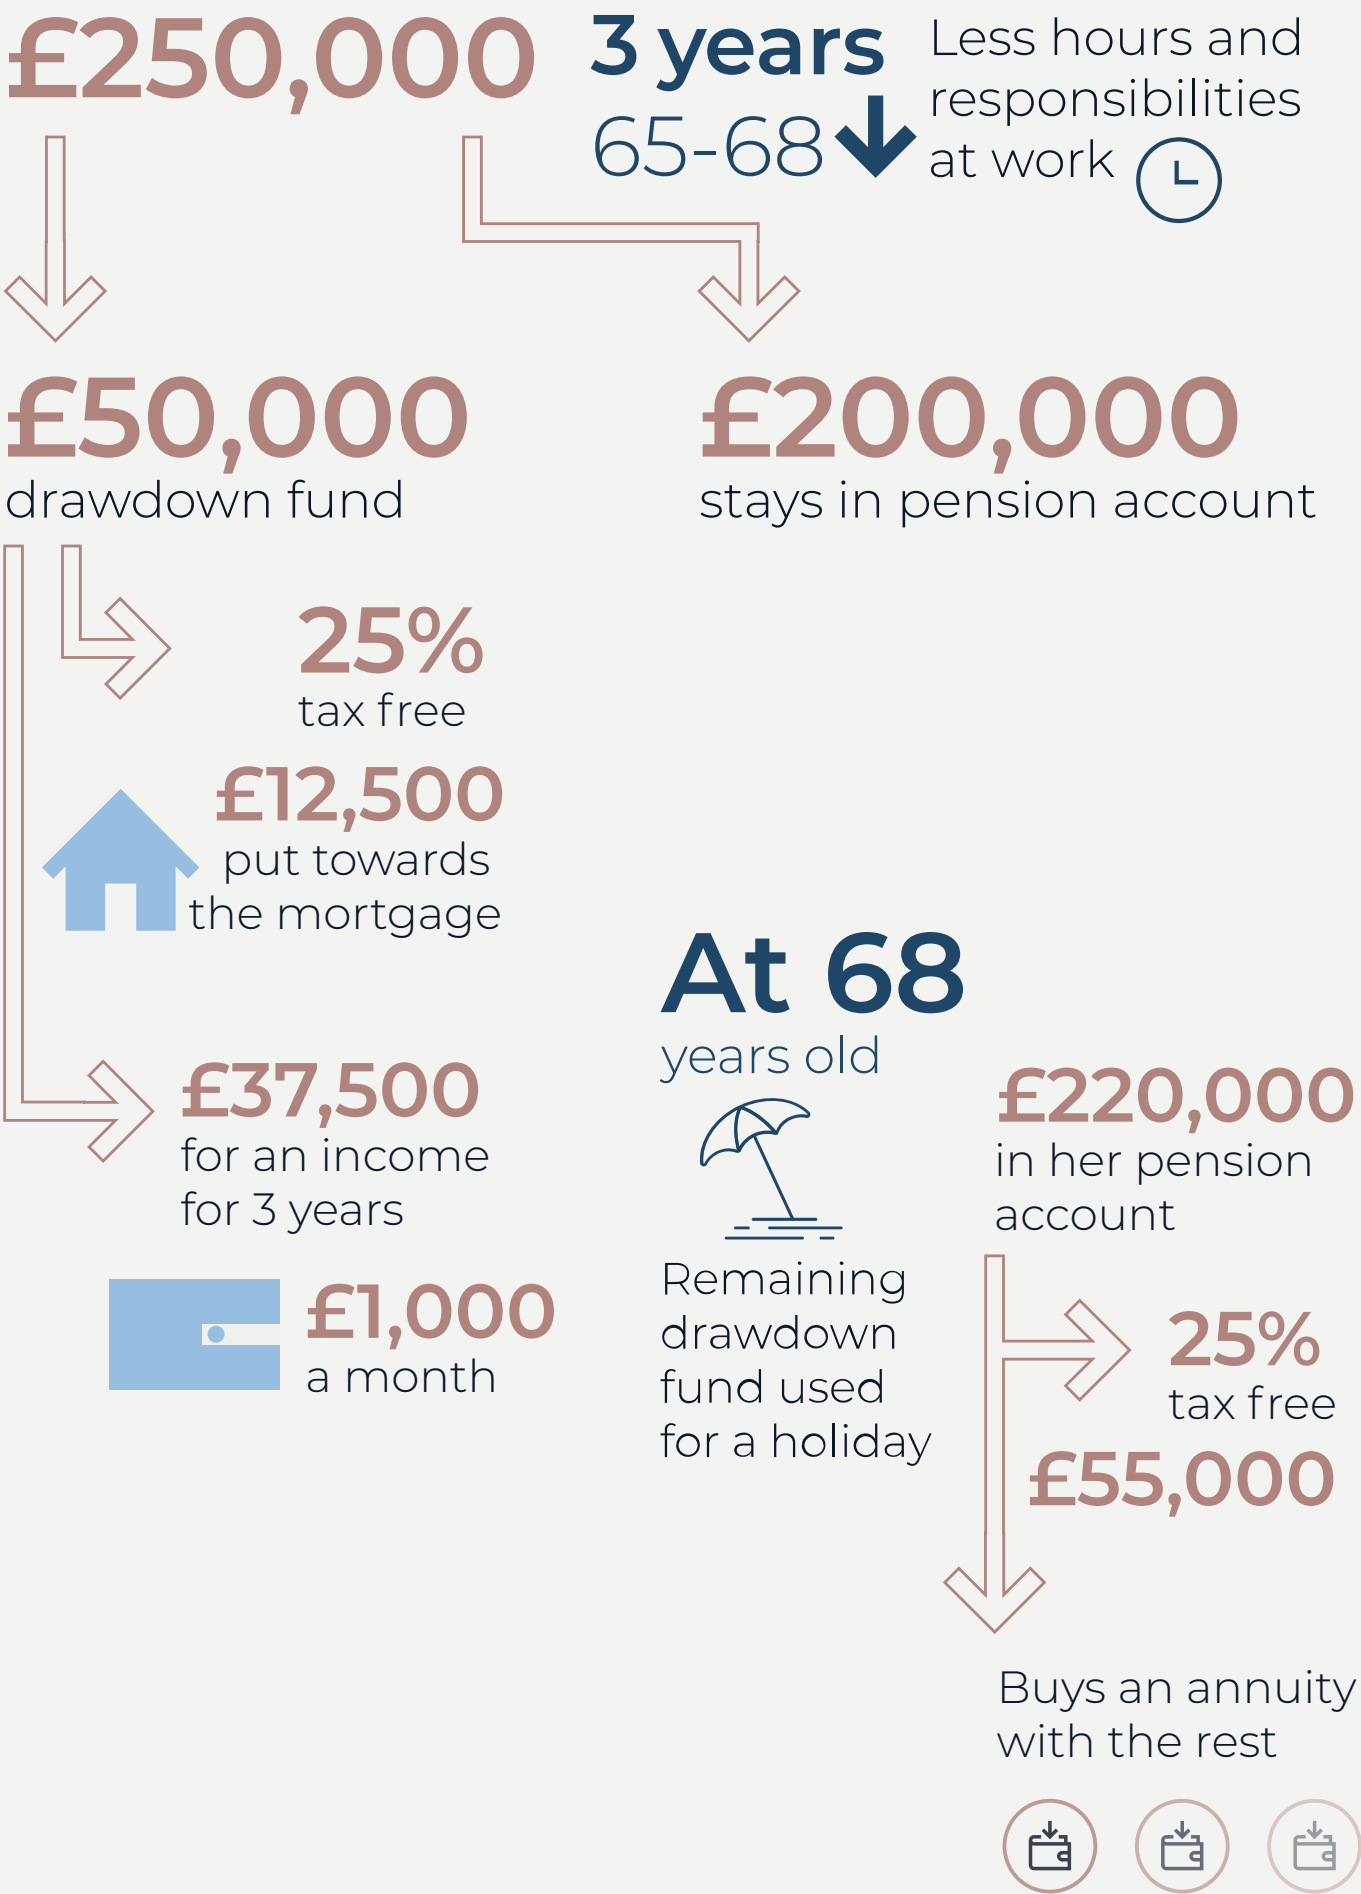 £250,000
3 years
65-68
Less hours and
responsibilities
at work
£50,000
drawdown fund
£200,000
stays in pension account
25%
tax free
£12,500
put towards
the mortgage
£37,500
for an income
for 3 years
£1,000
a month
At 68
years old
Remaining
drawdown
fund used
for a holiday
£220,000
in her pension
account
25%
tax free
£55,000
Buys an annuity
with the rest